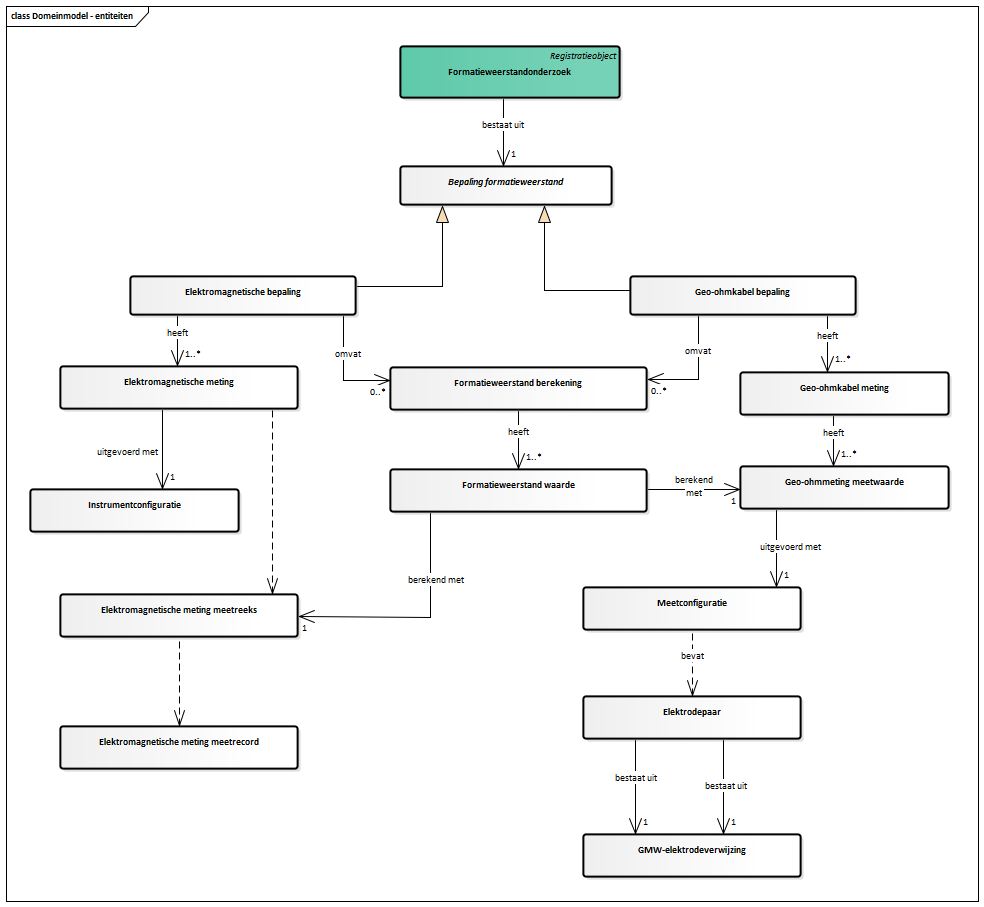 class Domeinmodel - entiteiten
Registratieobject
Formatieweerstandonderzoek
bestaat uit
1
Bepaling formatieweerstand
Elektromagnetische bepaling
Geo-ohmkabel bepaling
heeft
1..*
omvat
0..*
omvat
0..*
heeft
1..*
Elektromagnetische meting
Formatieweerstand berekening
Geo-ohmkabel meting
uitgevoerd met
1
heeft
1..*
heeft
1..*
Instrumentconfiguratie
Formatieweerstand waarde
berekend
met
1
Geo-ohmmeting meetwaarde
berekend met
1
uitgevoerd met
1
Elektromagnetische meting meetreeks
Meetconfiguratie
bevat
Elektromagnetische meting meetrecord
Elektrodepaar
bestaat uit
1
bestaat uit
1
GMW-elektrodeverwijzing